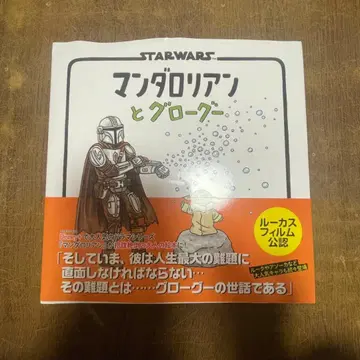 STARWARS
マンダロリアン
とグローグー
ルーカス
フィルム
公認
「そしていま、彼は人生最大の難題に
直面しなければならない…
その難題とは……グローグーの世話である」